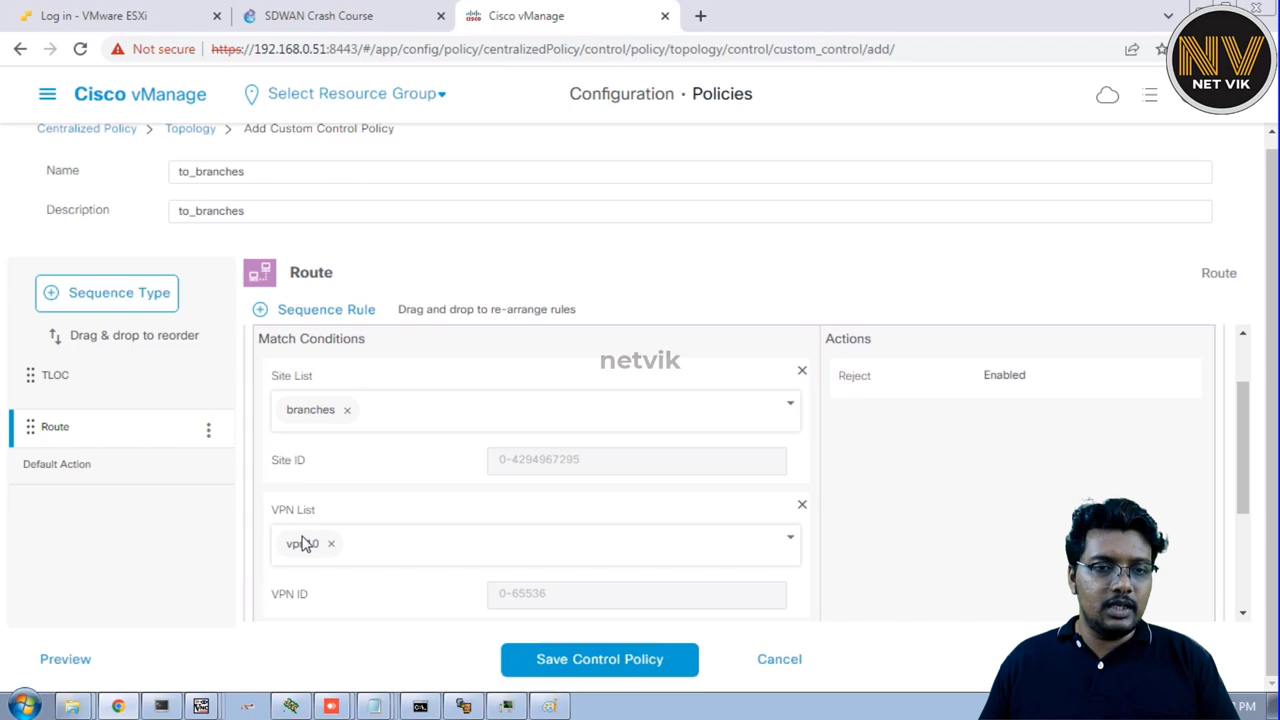 Log in - VMware ESXi
SDWAN Crash Course
Cisco vManage
Not secure
https://192.168.0.51:8443/#/app/config/policy/centralizedPolicy/control/policy/topology/control/custom_control/add/
NV
NET VIK
Cisco vManage
Select Resource Group
Configuration · Policies
Centralized Policy > Topology > Add Custom Control Policy
Name
to_branches
Description
to_branches
Sequence Type
Drag & drop to reorder
TLOC
Route
Default Action
Route
Route
Sequence Rule
Drag and drop to re-arrange rules
Match Conditions
Actions
netvik
Site List
Reject
Enabled
branches
Site ID
0-4294967295
VPN List
VPN ID
0-65536
Preview
Save Control Policy
Cancel
PM